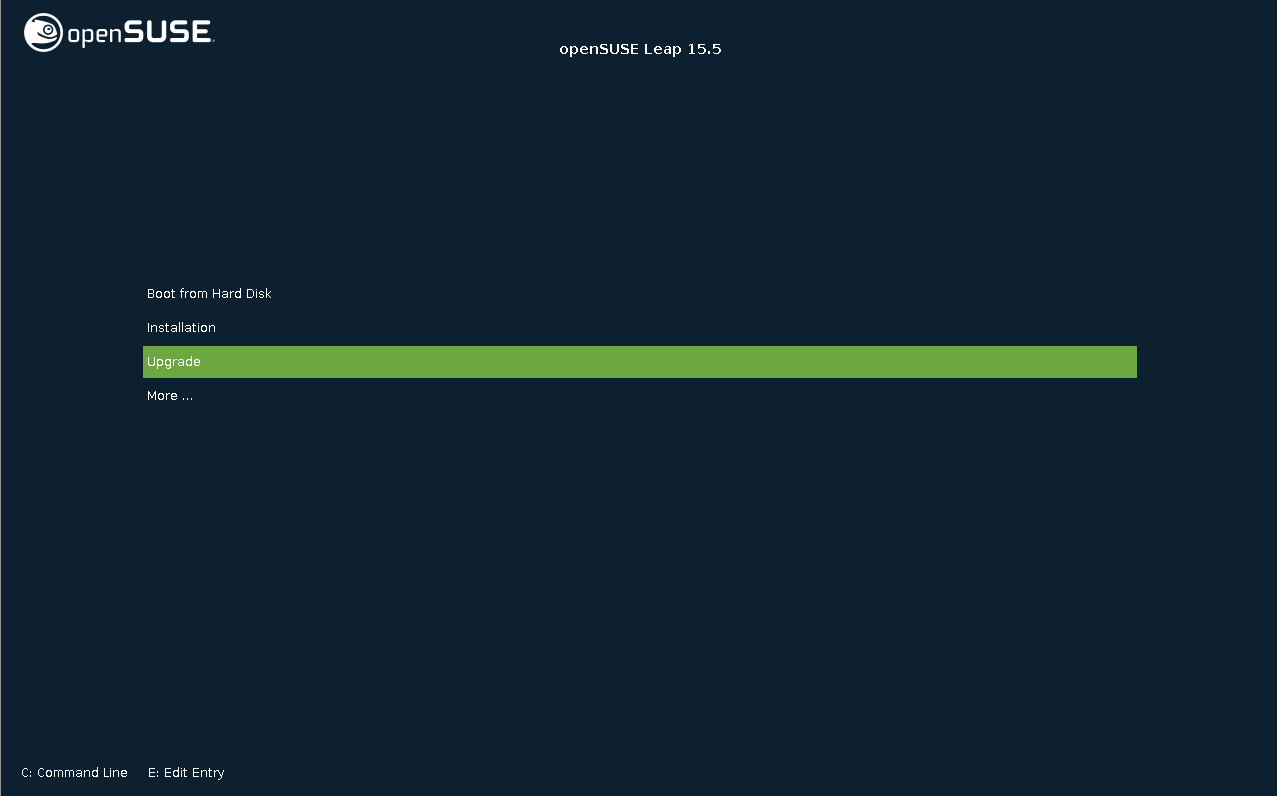 openSUSE
openSUSE Leap 15.5
Boot from Hard Disk
Installation
Upgrade
More ...
C: Command Line E: Edit Entry